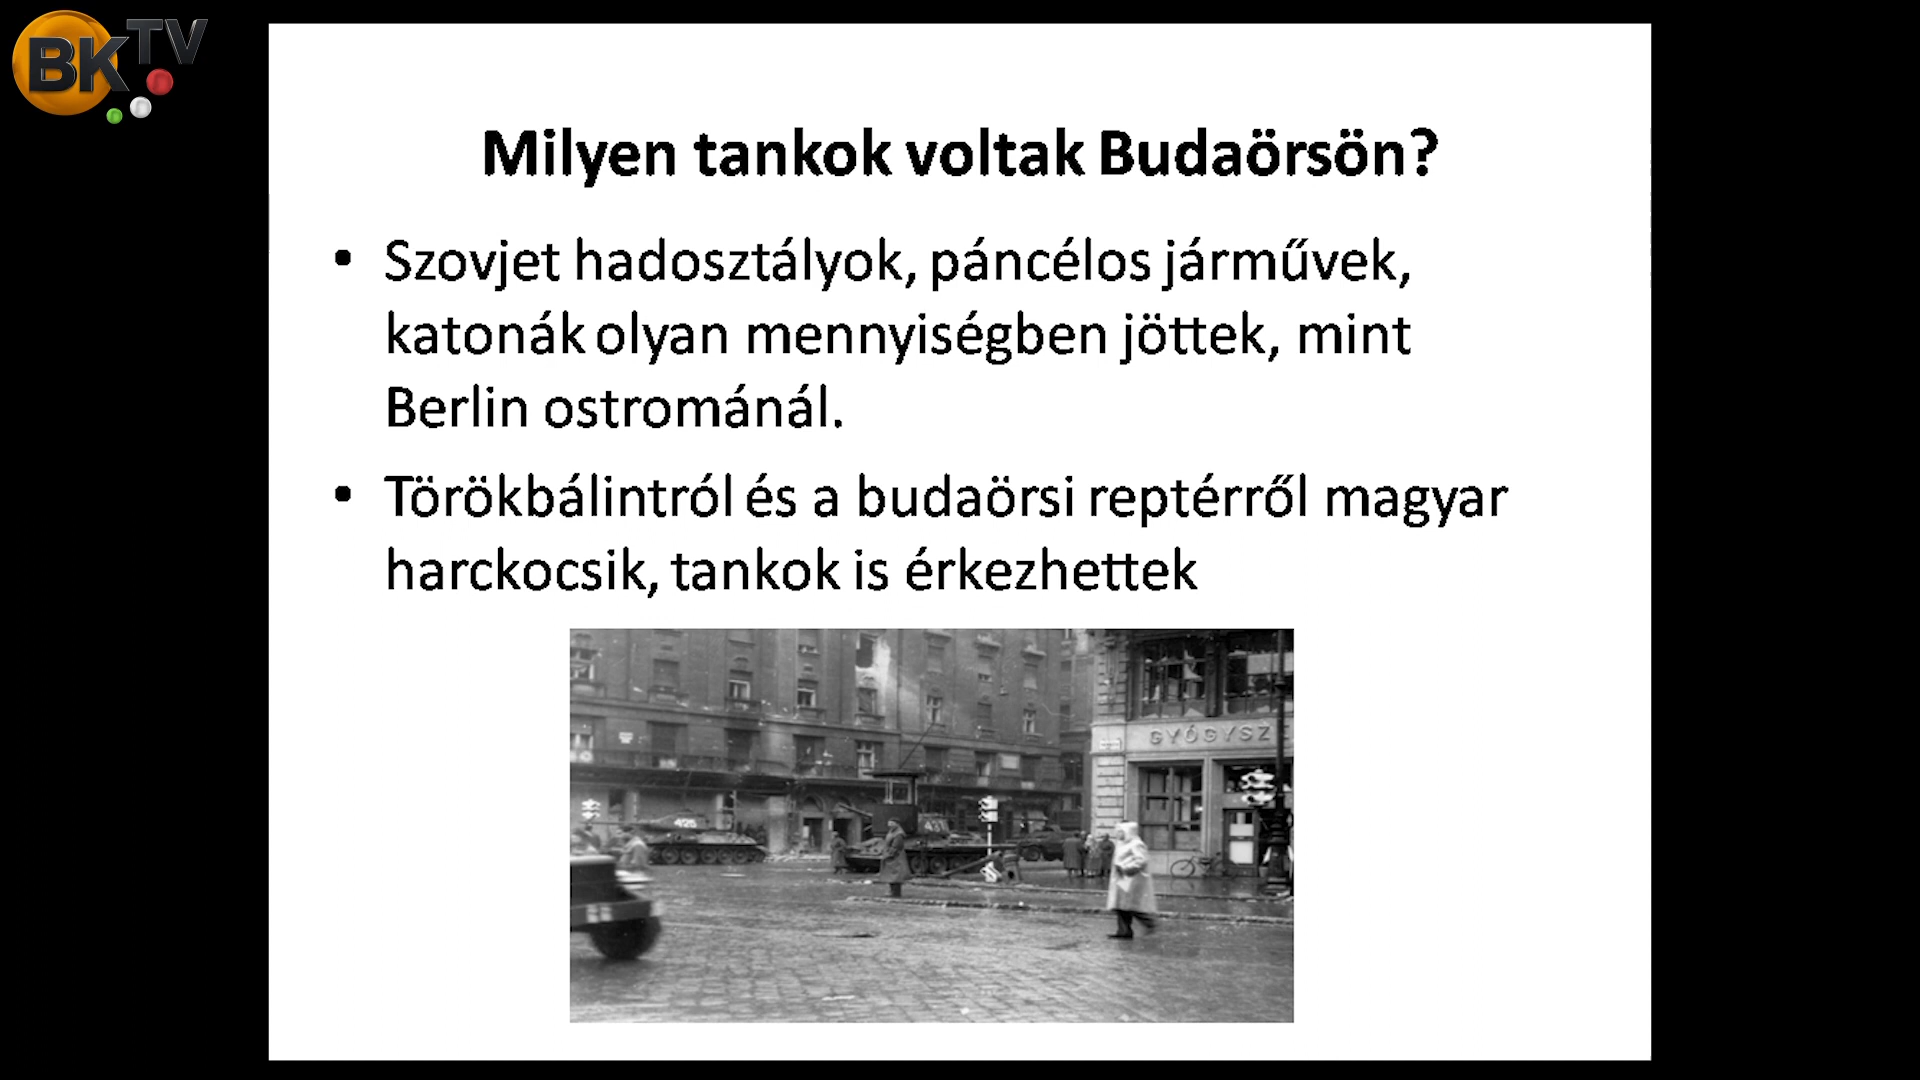 BKTV
Milyen tankok voltak Budaörsön?
• Szovjet hadosztályok, páncélos járművek,
katonák olyan mennyiségben jöttek, mint
Berlin ostrománál.
• Törökbálintról és a budaörsi reptérről magyar
harckocsik, tankok is érkezhettek
GYÓGYSZ